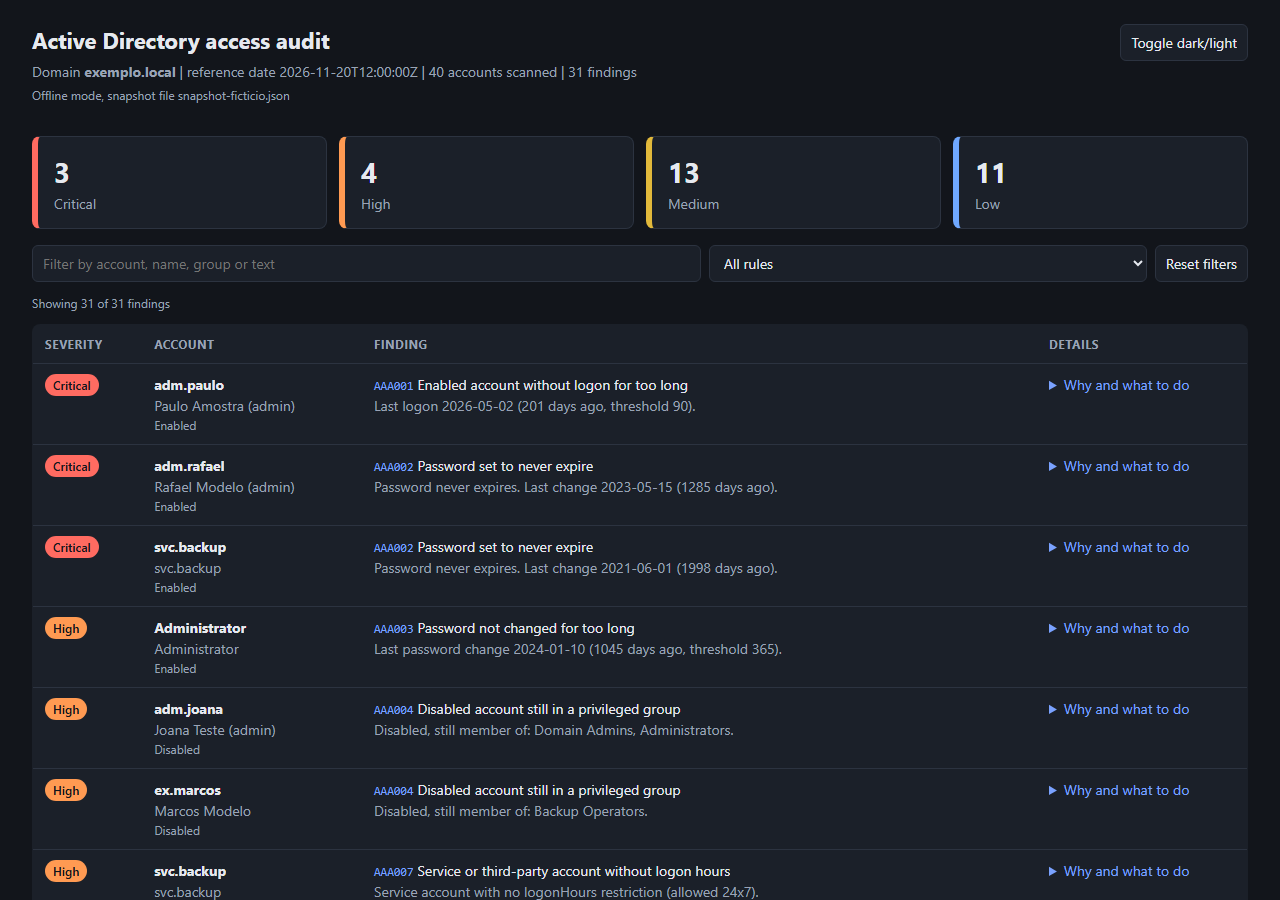 Active Directory access audit
Toggle dark/light
Domain exemplo.local | reference date 2026-11-20T12:00:00Z | 40 accounts scanned | 31 findings
Offline mode, snapshot file snapshot-ficticio.json
3
Critical
4
High
13
Medium
11
Low
Filter by account, name, group or text
All rules
Reset filters
Showing 31 of 31 findings
SEVERITY ACCOUNT FINDING DETAILS
Critical adm.paulo AAA001 Enabled account without logon for too long ▶ Why and what to do
Paulo Amostra (admin) Last logon 2026-05-02 (201 days ago, threshold 90).
Enabled
Critical adm.rafael AAA002 Password set to never expire ▶ Why and what to do
Rafael Modelo (admin) Password never expires. Last change 2023-05-15 (1285 days ago).
Enabled
Critical svc.backup AAA002 Password set to never expire ▶ Why and what to do
svc.backup Password never expires. Last change 2021-06-01 (1998 days ago).
Enabled
High Administrator AAA003 Password not changed for too long ▶ Why and what to do
Administrator Last password change 2024-01-10 (1045 days ago, threshold 365).
Enabled
High adm.joana AAA004 Disabled account still in a privileged group ▶ Why and what to do
Joana Teste (admin) Disabled, still member of: Domain Admins, Administrators.
Disabled
High ex.marcos AAA004 Disabled account still in a privileged group ▶ Why and what to do
Marcos Modelo Disabled, still member of: Backup Operators.
Disabled
High svc.backup AAA007 Service or third-party account without logon hours ▶ Why and what to do
svc.backup Service account with no logonHours restriction (allowed 24x7).